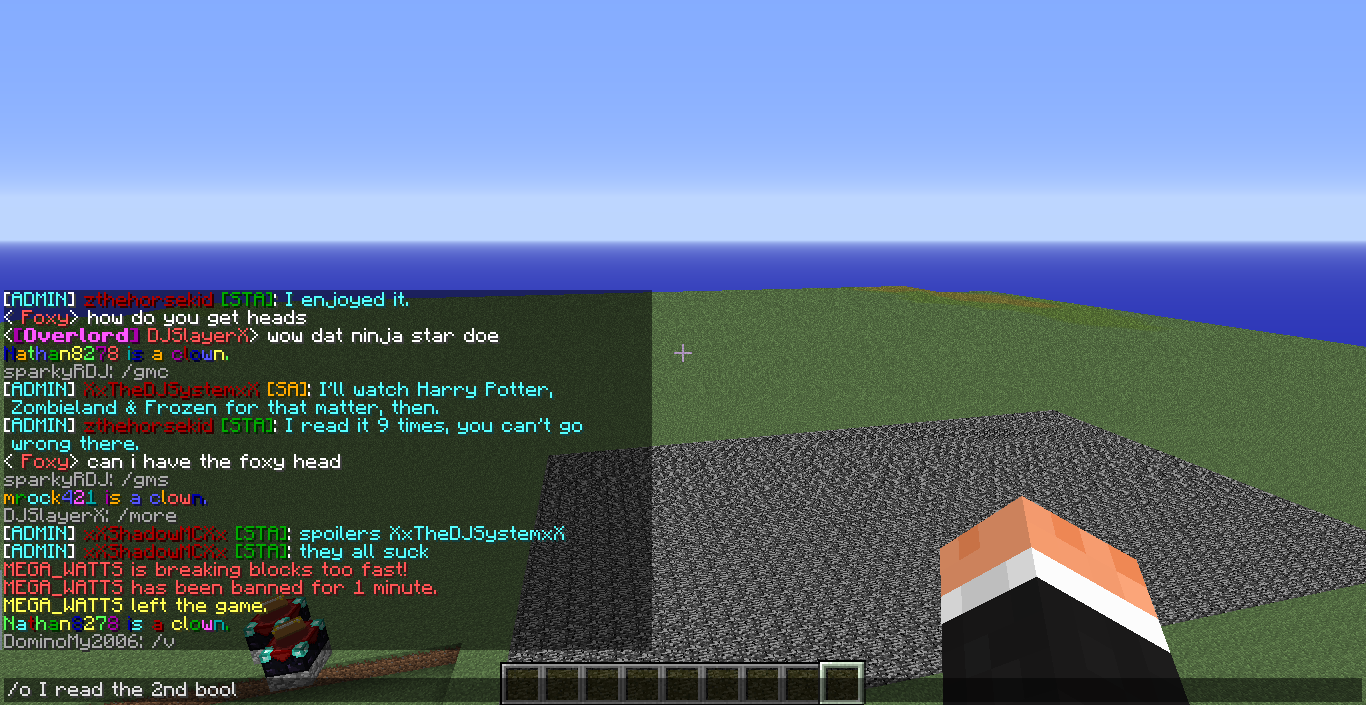 [ADMIN] zthehorsekid [STA]: I enjoyed it.
< Foxy> how do you get heads
<[Overlord] DJSlayerX> wow dat ninja star doe
Nathan8278 is a clown.
sparkyRDJ: /gmc
[ADMIN] XxTheDJSystemxX [SA]: I'll watch Harry Potter,
Zombieland & Frozen for that matter, then.
[ADMIN] zthehorsekid [STA]: I read it 9 times, you can't go
wrong there.
< Foxy> can i have the foxy head
sparkyRDJ: /gms
mrock421 is a clown.
DJSlayerX: /more
[ADMIN] xXShadowMCXx [STA]: spoilers XxTheDJSystemxX
[ADMIN] xXShadowMCXx [STA]: they all suck
MEGA_WATTS is breaking blocks too fast!
MEGA_WATTS has been banned for 1 minute.
MEGA_WATTS left the game.
Nathan8278 is a clown.
DominoMy2006: /v
/o I read the 2nd bool